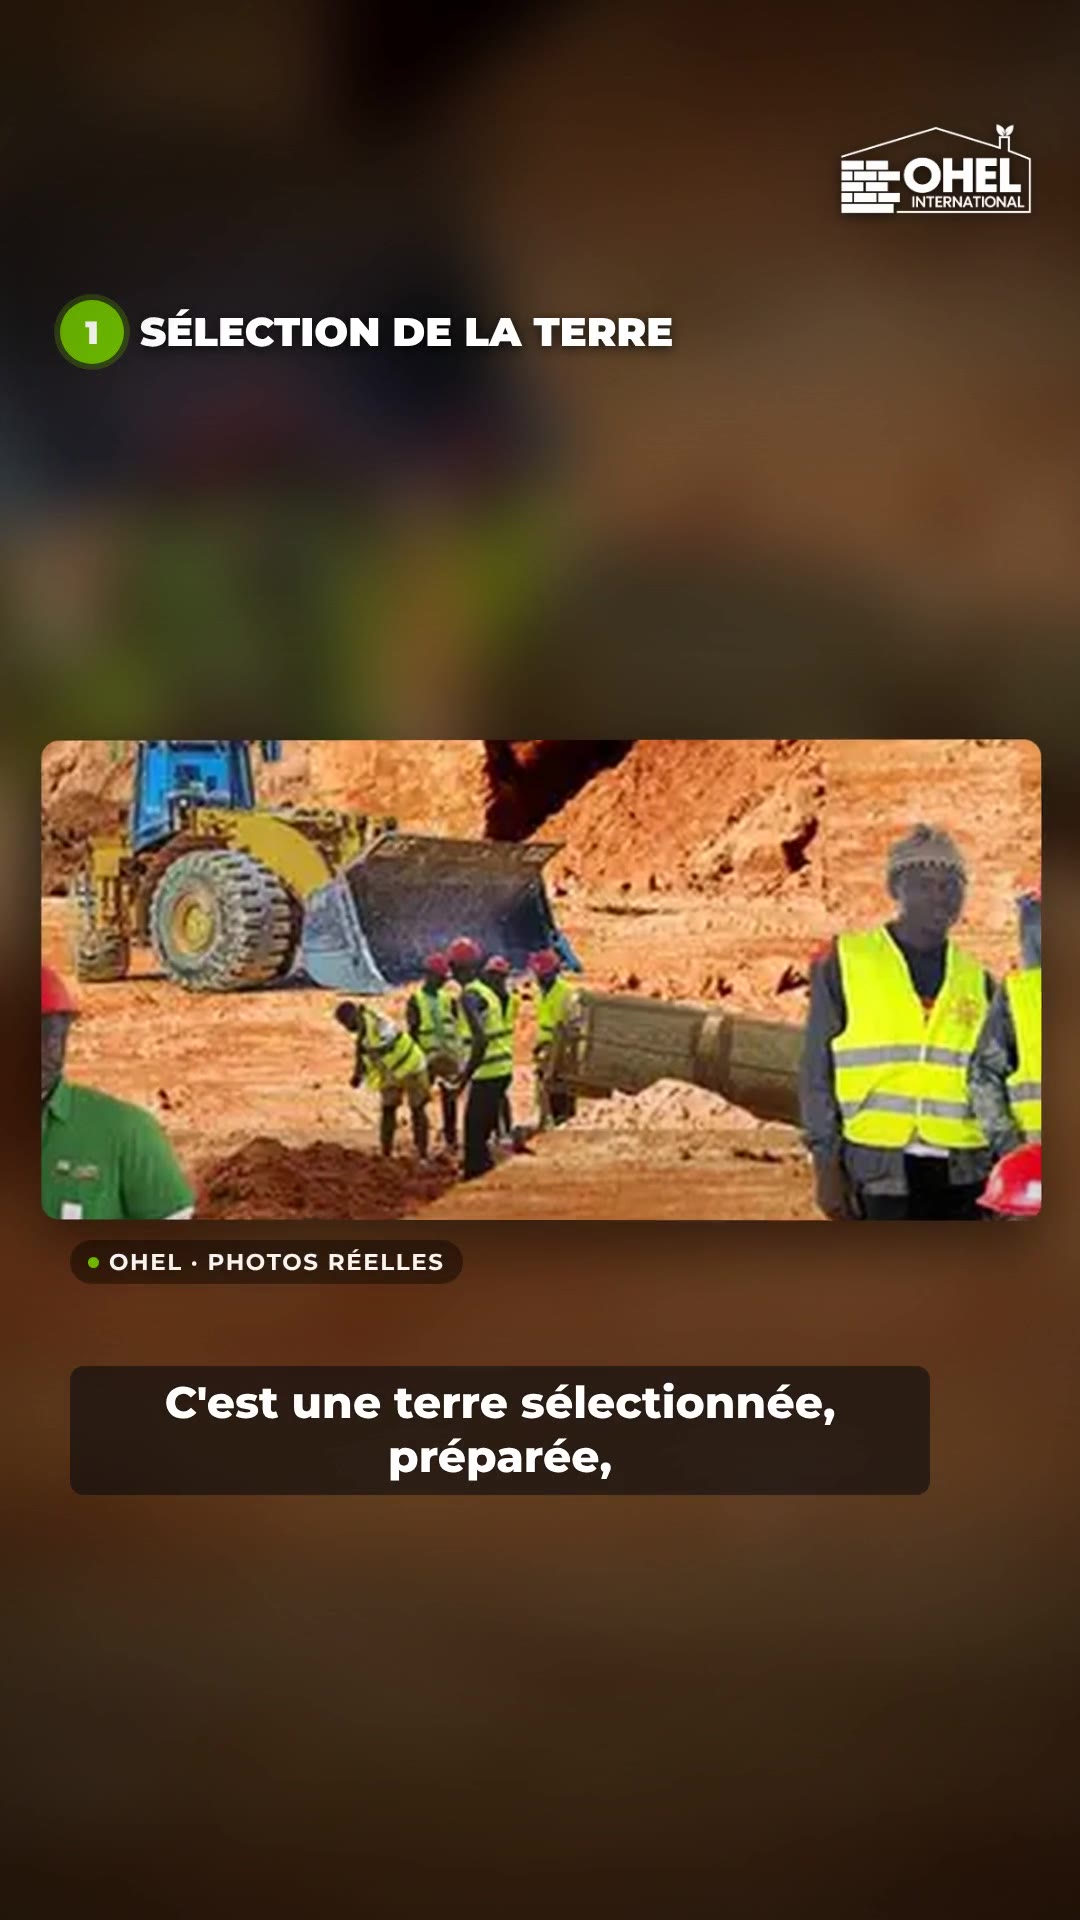 OHEL
INTERNATIONAL
1 SÉLECTION DE LA TERRE
OHEL · PHOTOS RÉELLES
C'est une terre sélectionnée,
préparée,